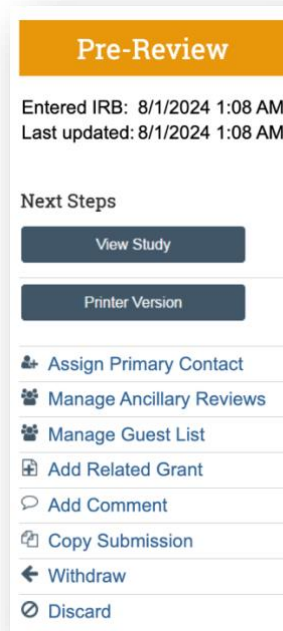 Pre-Review
Entered IRB: 8/1/2024 1:08 AM
Last updated: 8/1/2024 1:08 AM
Next Steps
View Study
Printer Version
Assign Primary Contact
Manage Ancillary Reviews
Manage Guest List
Add Related Grant
Add Comment
Copy Submission
Withdraw
Discard